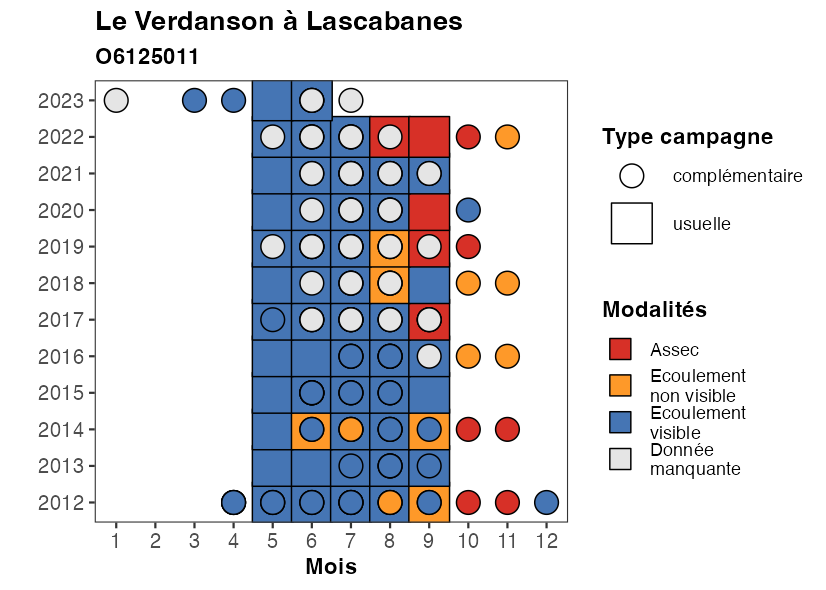 Le Verdanson à Lascabanes
O6125011
2023
2022
2021
2020
2019
2018
2017
2016
2015
2014
2013
2012
1 2 3 4 5 6 7 8 9 10 11 12
Mois
Type campagne
complémentaire
usuelle
Modalités
Assec
Ecoulement
non visible
Ecoulement
visible
Donnée
manquante